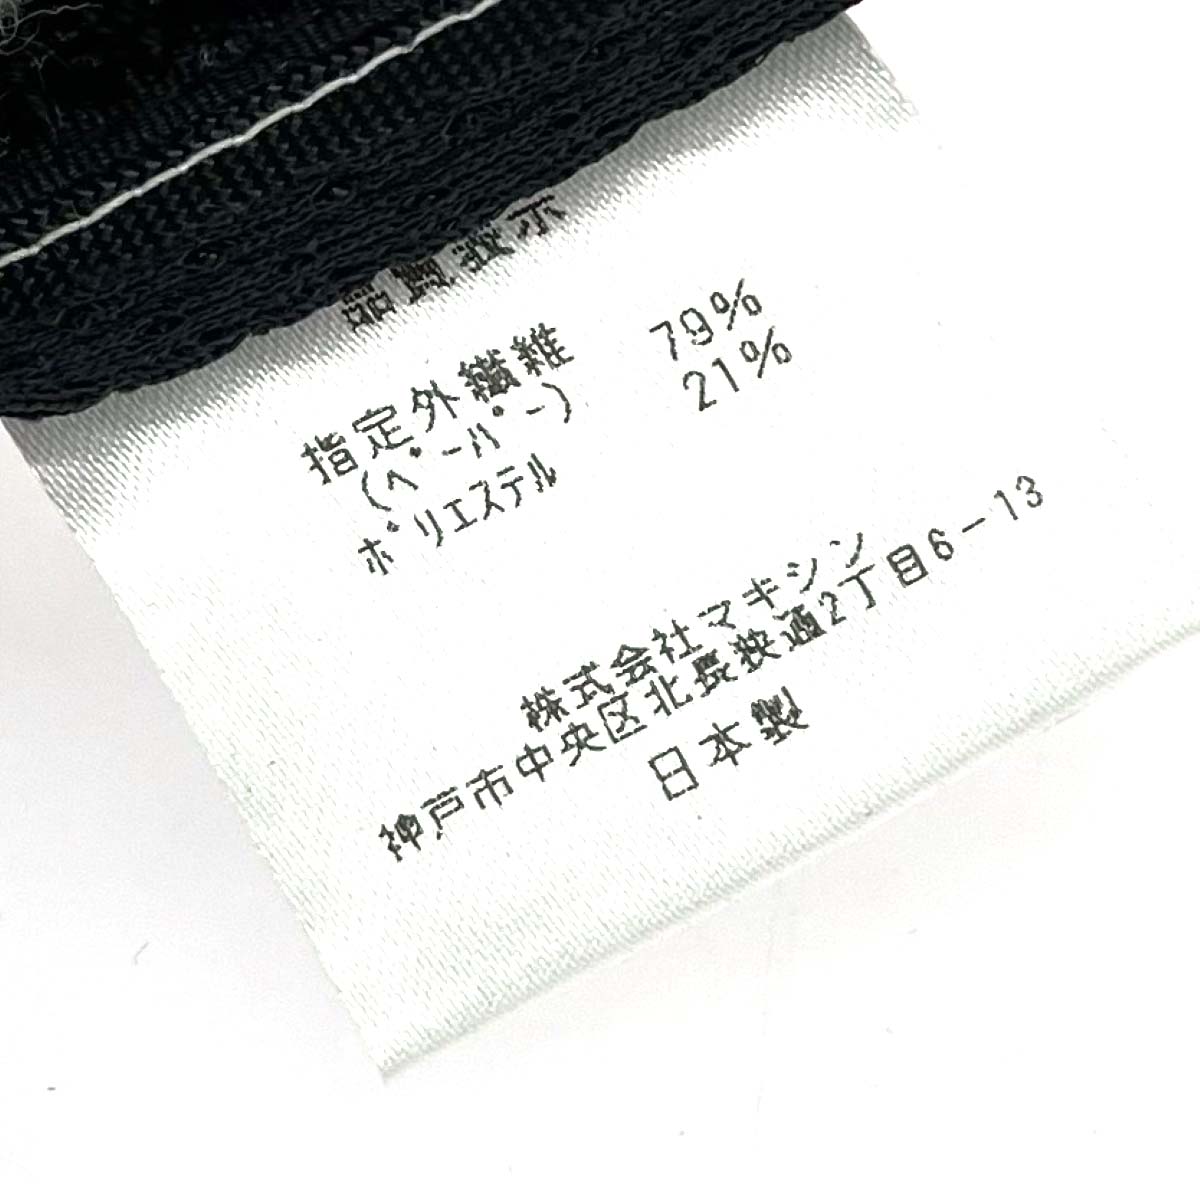 品質表示
指定外繊維 79%
(ペーパー) 21%
ポリエステル
株式会社マキシン
神戸市中央区北長狭通2丁目6-13
日本製